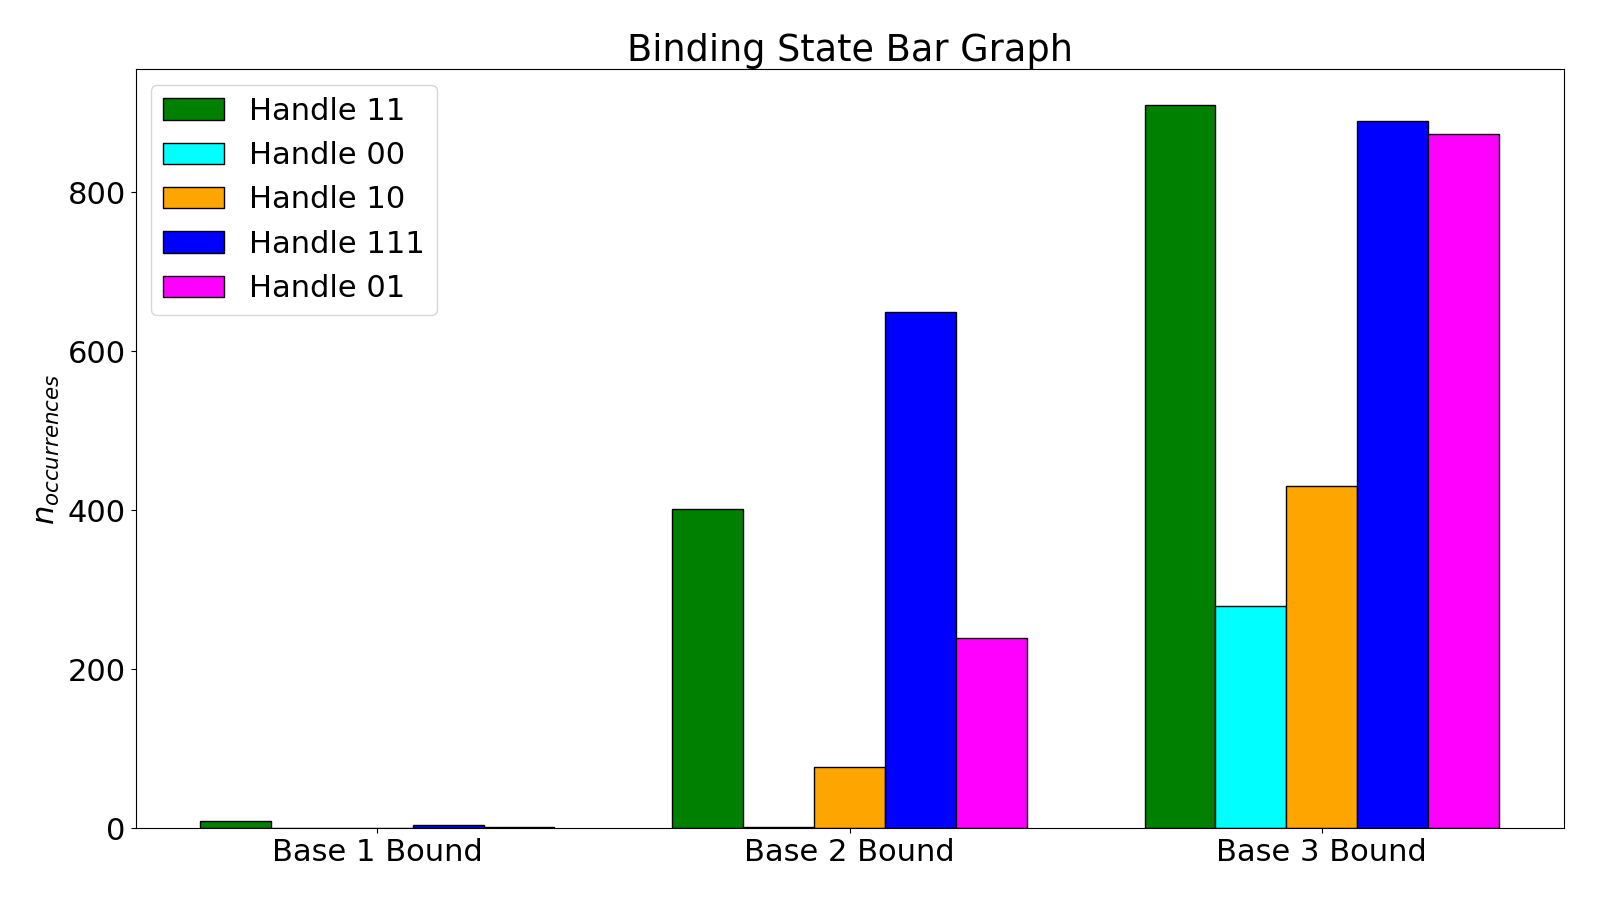 Binding State Bar Graph
Handle 11
Handle 00
Handle 10
Handle 111
Handle 01
n_occurrences
800
600
400
200
0
Base 1 Bound
Base 2 Bound
Base 3 Bound